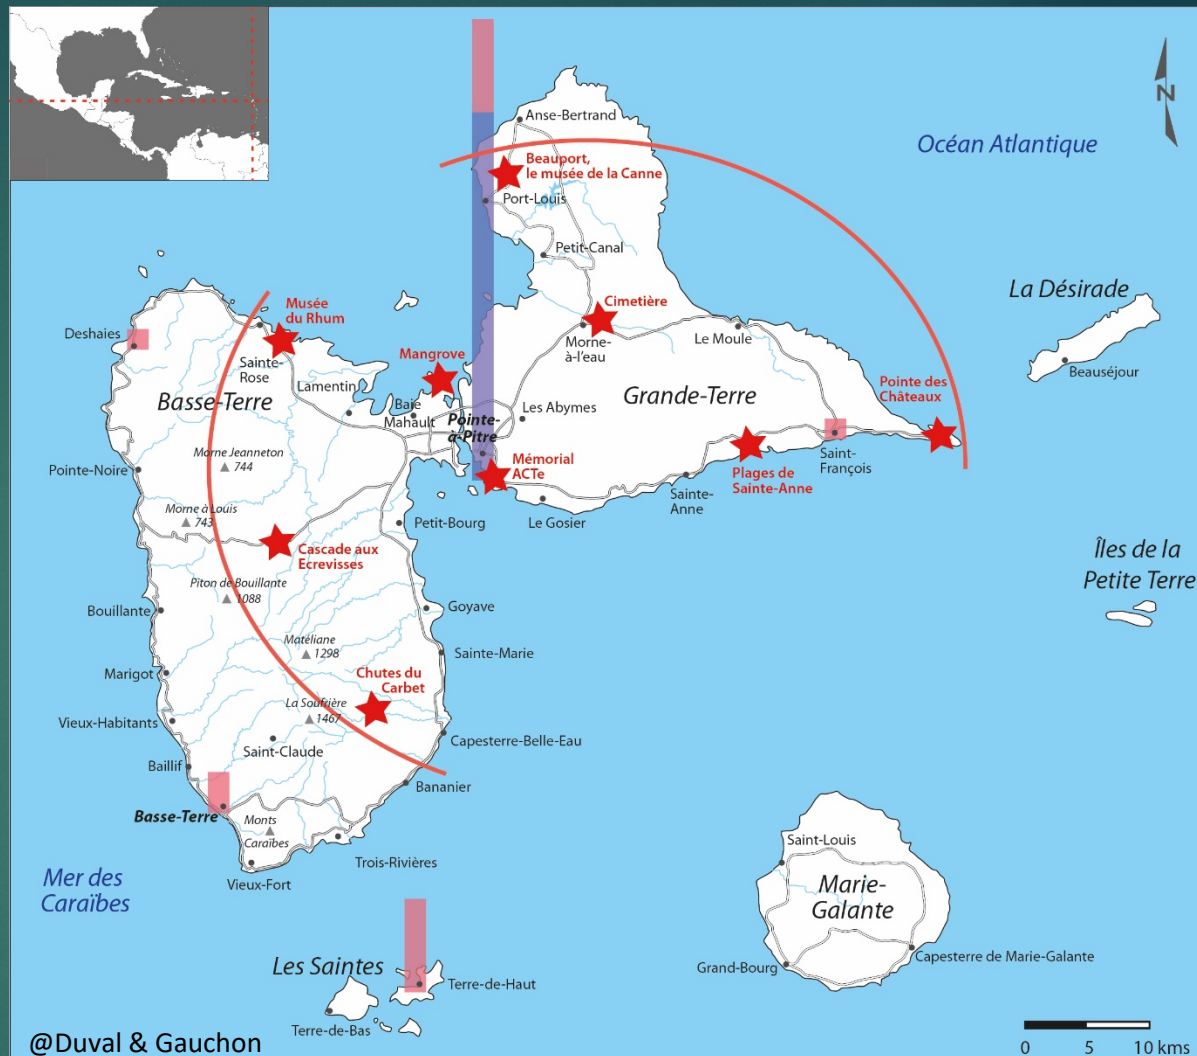 N
Océan Atlantique
Anse-Bertrand
Beauport,
le musée de la Canne
Port-Louis
Petit-Canal
La Désirade
Beauséjour
Musée
du Rhum
Deshaies
Sainte-
Rose
Cimetière
Morne-
à-l'eau
Le Moule
Mangrove
Lamentin
Basse-Terre
Baie
Mahault
Grande-Terre
Pointe des
Châteaux
Les Abymes
Pointe-
à-Pitre
Morne Jeanneton
744
Pointe-Noire
Mémorial
ACTe
Saint-
François
Plages de
Sainte-Anne
Sainte-
Anne
Le Gosier
Morne à Louis
743
Petit-Bourg
Cascade aux
Ecrevisses
Îles de la
Petite Terre
Piton de Bouillante
1088
Bouillante
Goyave
Matéliane
1298
Sainte-Marie
Marigot
Chutes du
Carbet
La Soufrière
1467
Vieux-Habitants
Saint-Claude
Capesterre-Belle-Eau
Baillif
Bananier
Basse-Terre
Monts
Caraïbes
Trois-Rivières
Vieux-Fort
Mer des
Caraïbes
Saint-Louis
Marie-
Galante
Capesterre de Marie-Galante
Grand-Bourg
Les Saintes
Terre-de-Haut
Terre-de-Bas
@Duval & Gauchon
0 5 10 kms